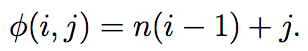 ϕ(i, j) = n(i − 1) + j.